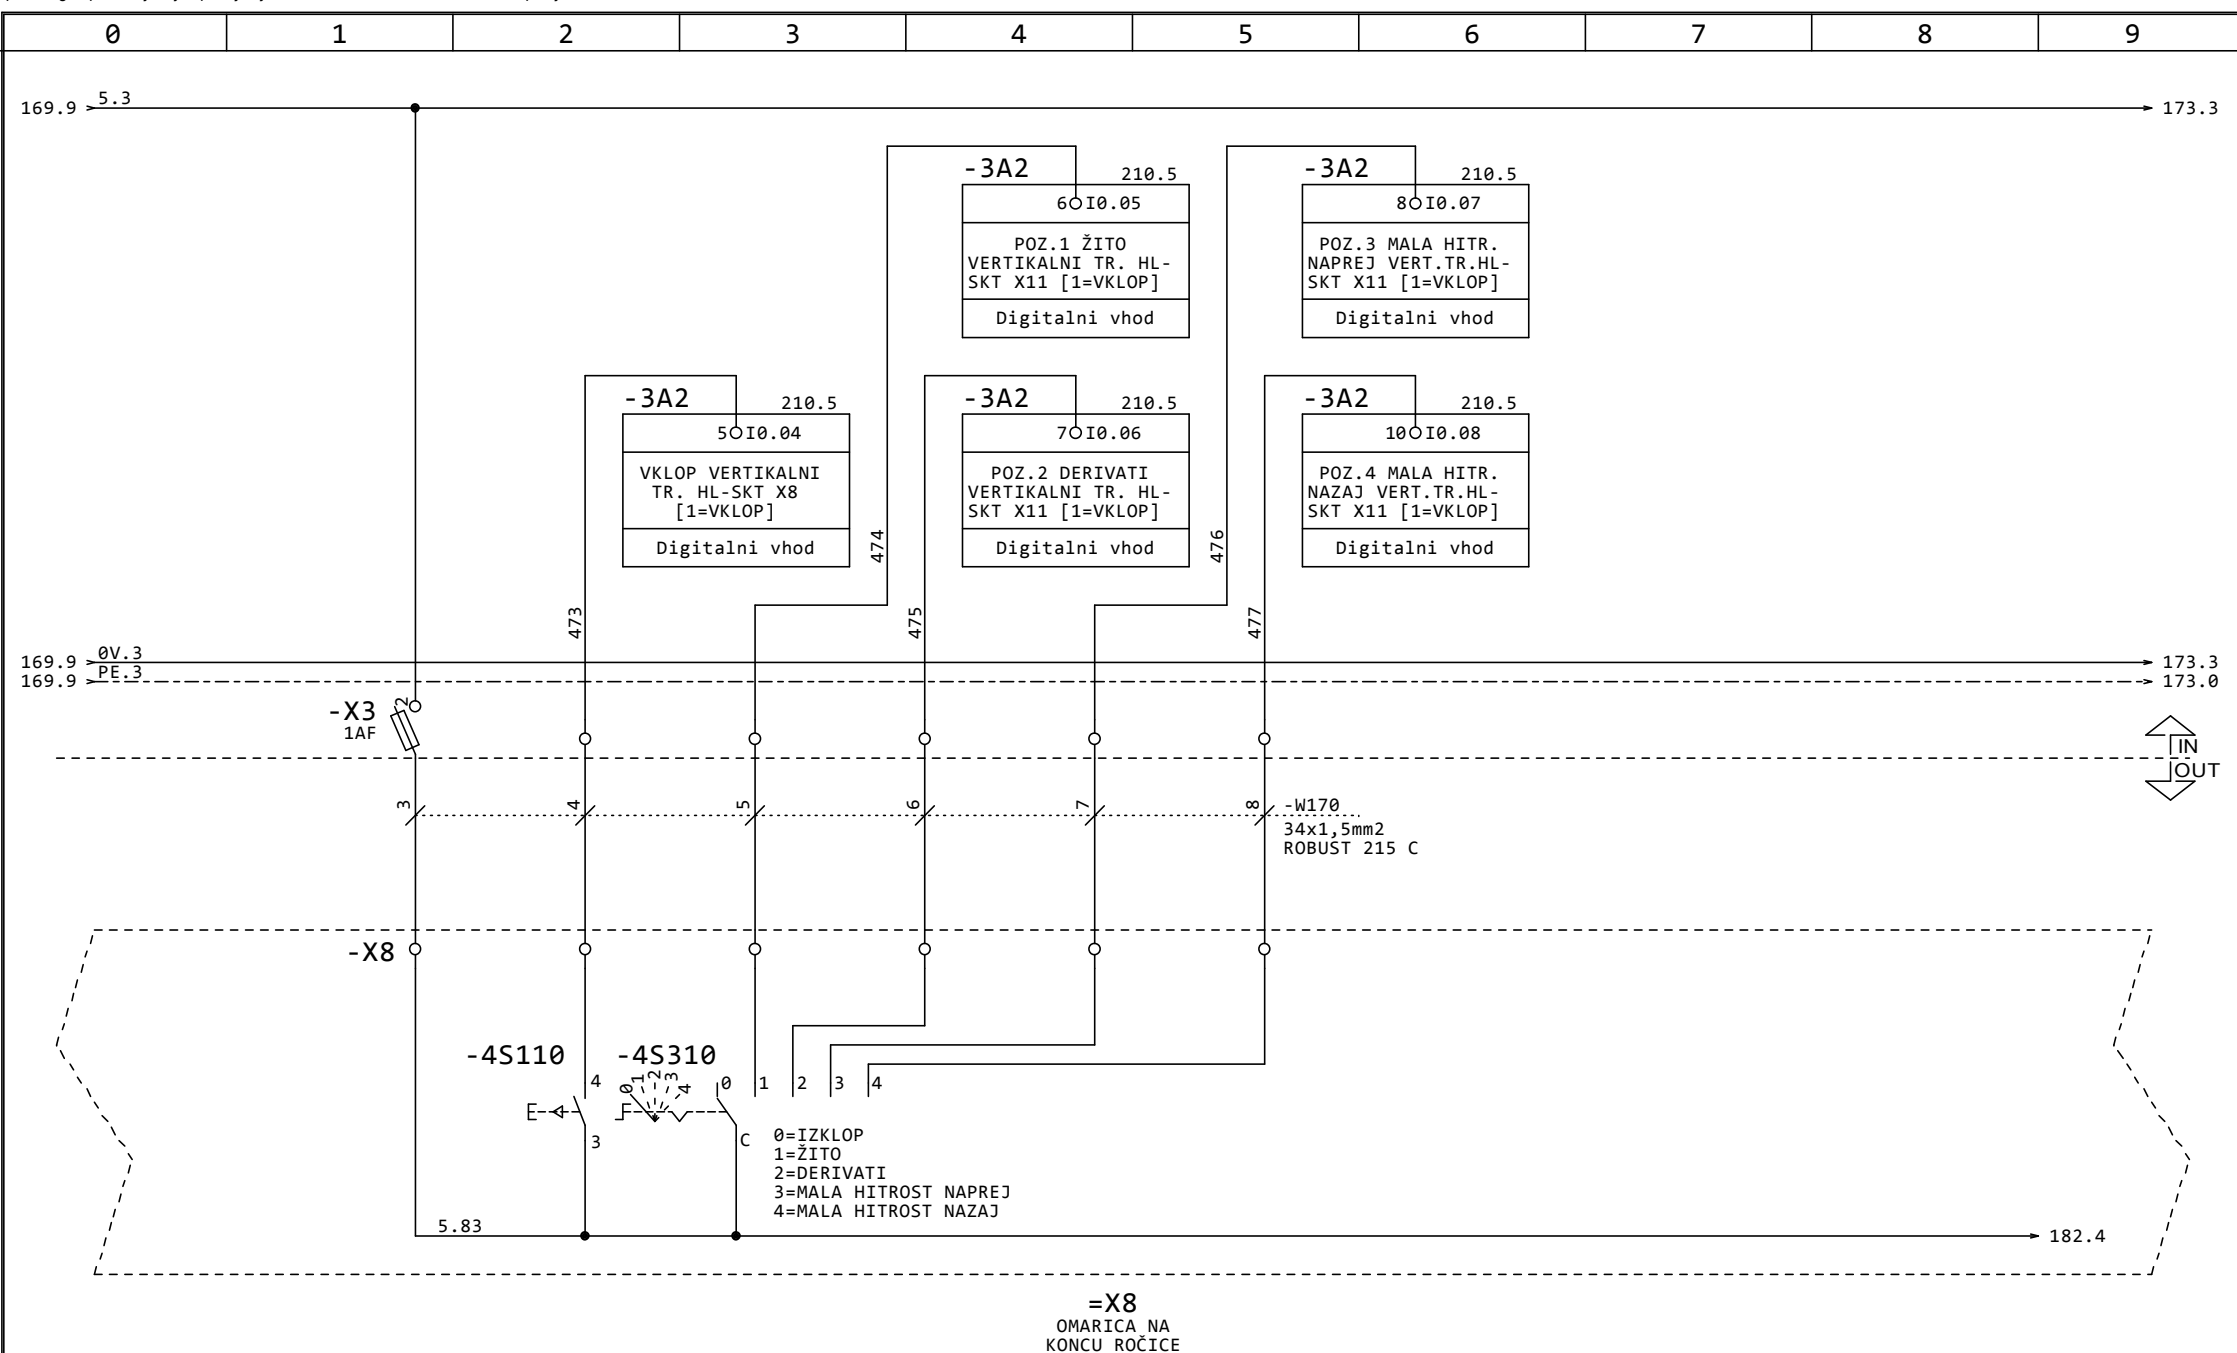 0 1 2 3 4 5 6 7 8 9
169.9 5.3 173.3
-3A2 210.5
6 I0.05
POZ.1 ŽITO
VERTIKALNI TR. HL-
SKT X11 [1=VKLOP]
Digitalni vhod
-3A2 210.5
8 I0.07
POZ.3 MALA HITR.
NAPREJ VERT.TR.HL-
SKT X11 [1=VKLOP]
Digitalni vhod
-3A2 210.5
5 I0.04
VKLOP VERTIKALNI
TR. HL-SKT X8
[1=VKLOP]
Digitalni vhod
-3A2 210.5
7 I0.06
POZ.2 DERIVATI
VERTIKALNI TR. HL-
SKT X11 [1=VKLOP]
Digitalni vhod
-3A2 210.5
10 I0.08
POZ.4 MALA HITR.
NAZAJ VERT.TR.HL-
SKT X11 [1=VKLOP]
Digitalni vhod
473
474
475
476
477
169.9 0V.3 173.3
169.9 PE.3 173.0
-X3 2
1AF
IN
OUT
3 4 5 6 7 8
-W170
34x1,5mm2
ROBUST 215 C
-X8
-4S110 -4S310
4 0 1 2 3 4 0 1 2 3 4
3 C
0=IZKLOP
1=ŽITO
2=DERIVATI
3=MALA HITROST NAPREJ
4=MALA HITROST NAZAJ
5.83 182.4
=X8
OMARICA NA
KONCU ROČICE